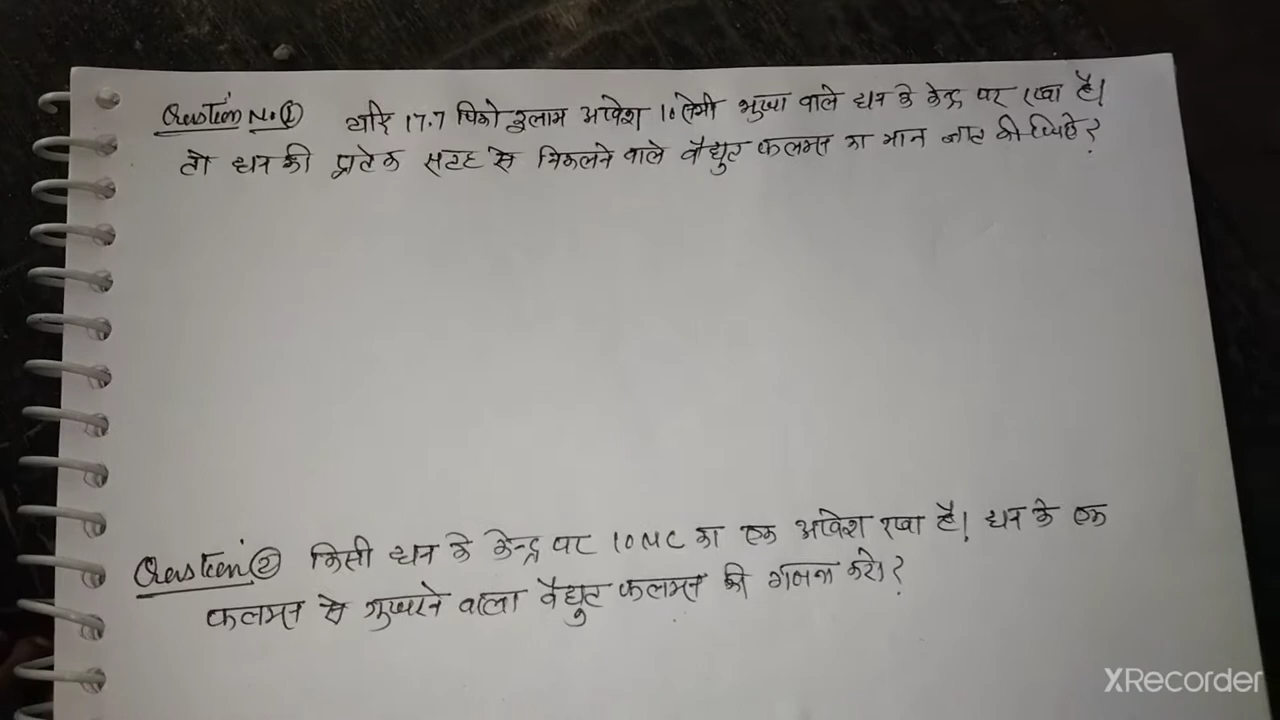 Question No ① यदि 17.7 पिको कुलाम आवेश 10 सेमी भुजा वाले घन के केन्द्र पर रखा है।
तो घन की प्रतेक सतह से निकलने वाले वैद्युत फलक्स का मान ज्ञात कीजिये?
Question ② किसी घन के केन्द्र पर 10 μC का एक आवेश रखा है। घन के एक
फलक्स से गुजरने वाला वैद्युत फलक्स की गणना करो?
XRecorder